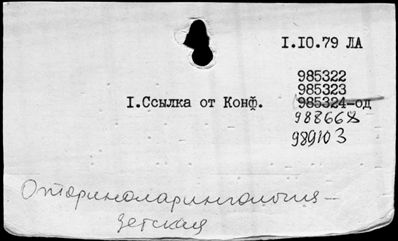 I.IO.79 ЛА
985322
985323
I.Ссылка от Конф. 985324-од
988668
989103
Оториноларингология —
детская